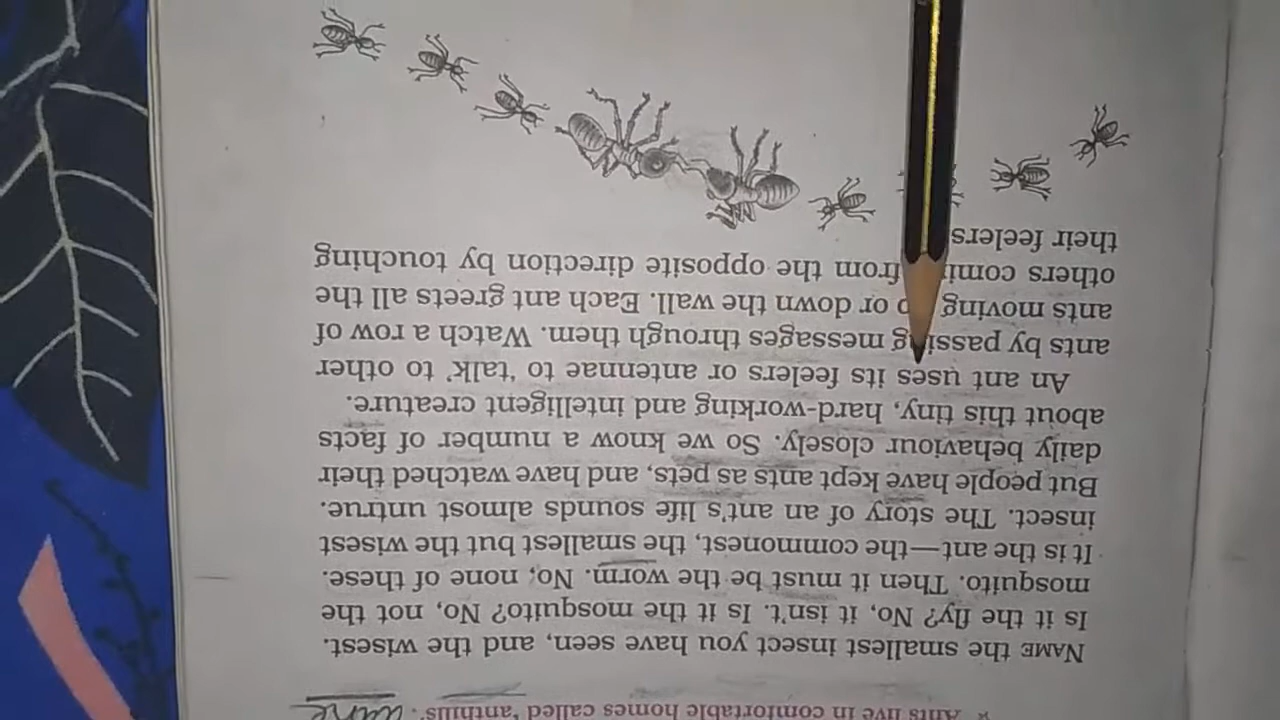 Ants live in comfortable homes called 'anthills'.
NAME the smallest insect you have seen, and the wisest.
Is it the fly? No, it isn't. Is it the mosquito? No, not the
mosquito. Then it must be the worm. No, none of these.
It is the ant—the commonest, the smallest but the wisest
insect. The story of an ant's life sounds almost untrue.
But people have kept ants as pets, and have watched their
daily behaviour closely. So we know a number of facts
about this tiny, hard-working and intelligent creature.
An ant uses its feelers or antennae to 'talk' to other
ants by passing messages through them. Watch a row of
ants moving or down the wall. Each ant greets all the
others from the opposite direction by touching
their feelers